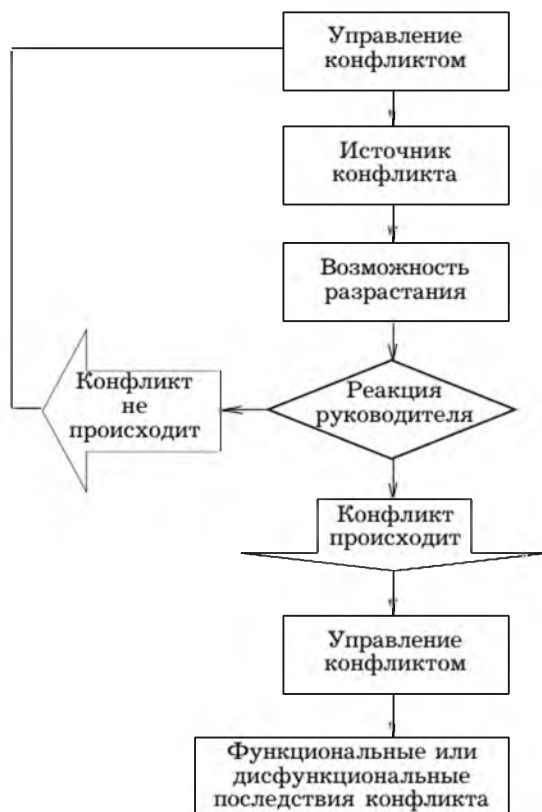 Управление
конфликтом
Источник
конфликта
Возможность
разрастания
Реакция
руководителя
Конфликт
не
происходит
Конфликт
происходит
Управление
конфликтом
Функциональные или
дисфункциональные
последствия конфликта